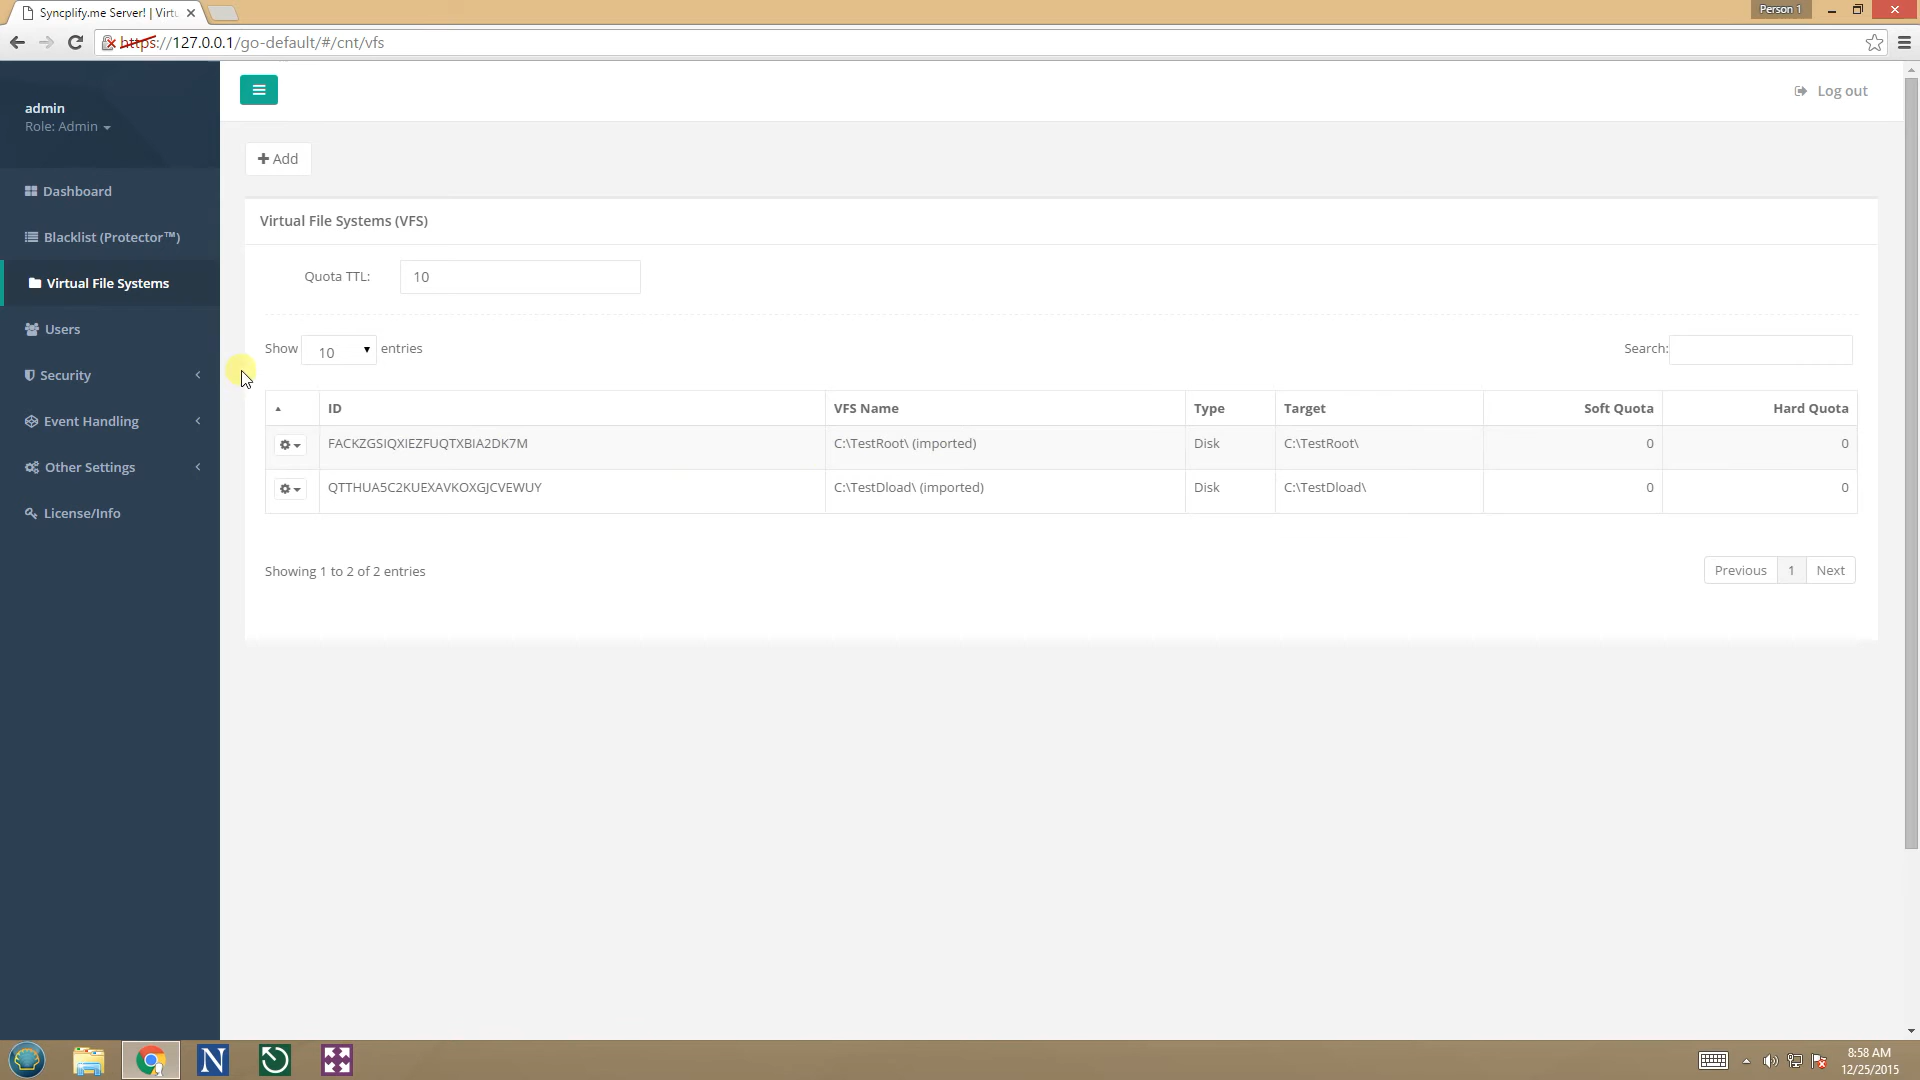 Syncplify.me Server! | Virtu
Person 1
https://127.0.0.1/go-default/#/cnt/vfs
admin
Role: Admin
Log out
Add
Dashboard
Blacklist (Protector™)
Virtual File Systems
Users
Security
Event Handling
Other Settings
License/Info
Virtual File Systems (VFS)
Quota TTL: 10
Show 10 entries
Search:
ID VFS Name Type Target Soft Quota Hard Quota
FACKZGSIQXIEZFUQTXBIA2DK7M C:\TestRoot\ (imported) Disk C:\TestRoot\ 0 0
QTTHUA5C2KUEXAVKOXGJCVEWUY C:\TestDload\ (imported) Disk C:\TestDload\ 0 0
Showing 1 to 2 of 2 entries
Previous 1 Next
N
8:58 AM
12/25/2015